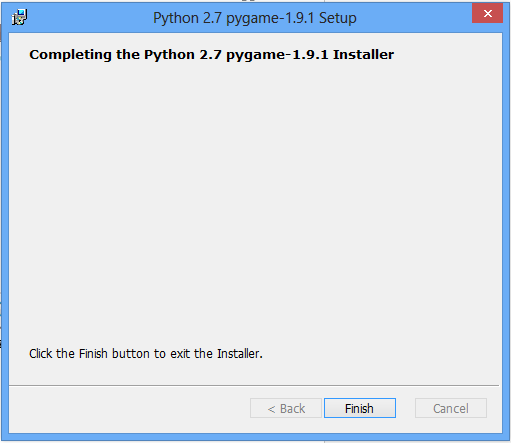 Python 2.7 pygame-1.9.1 Setup
Completing the Python 2.7 pygame-1.9.1 Installer
Click the Finish button to exit the Installer.
< Back Finish Cancel